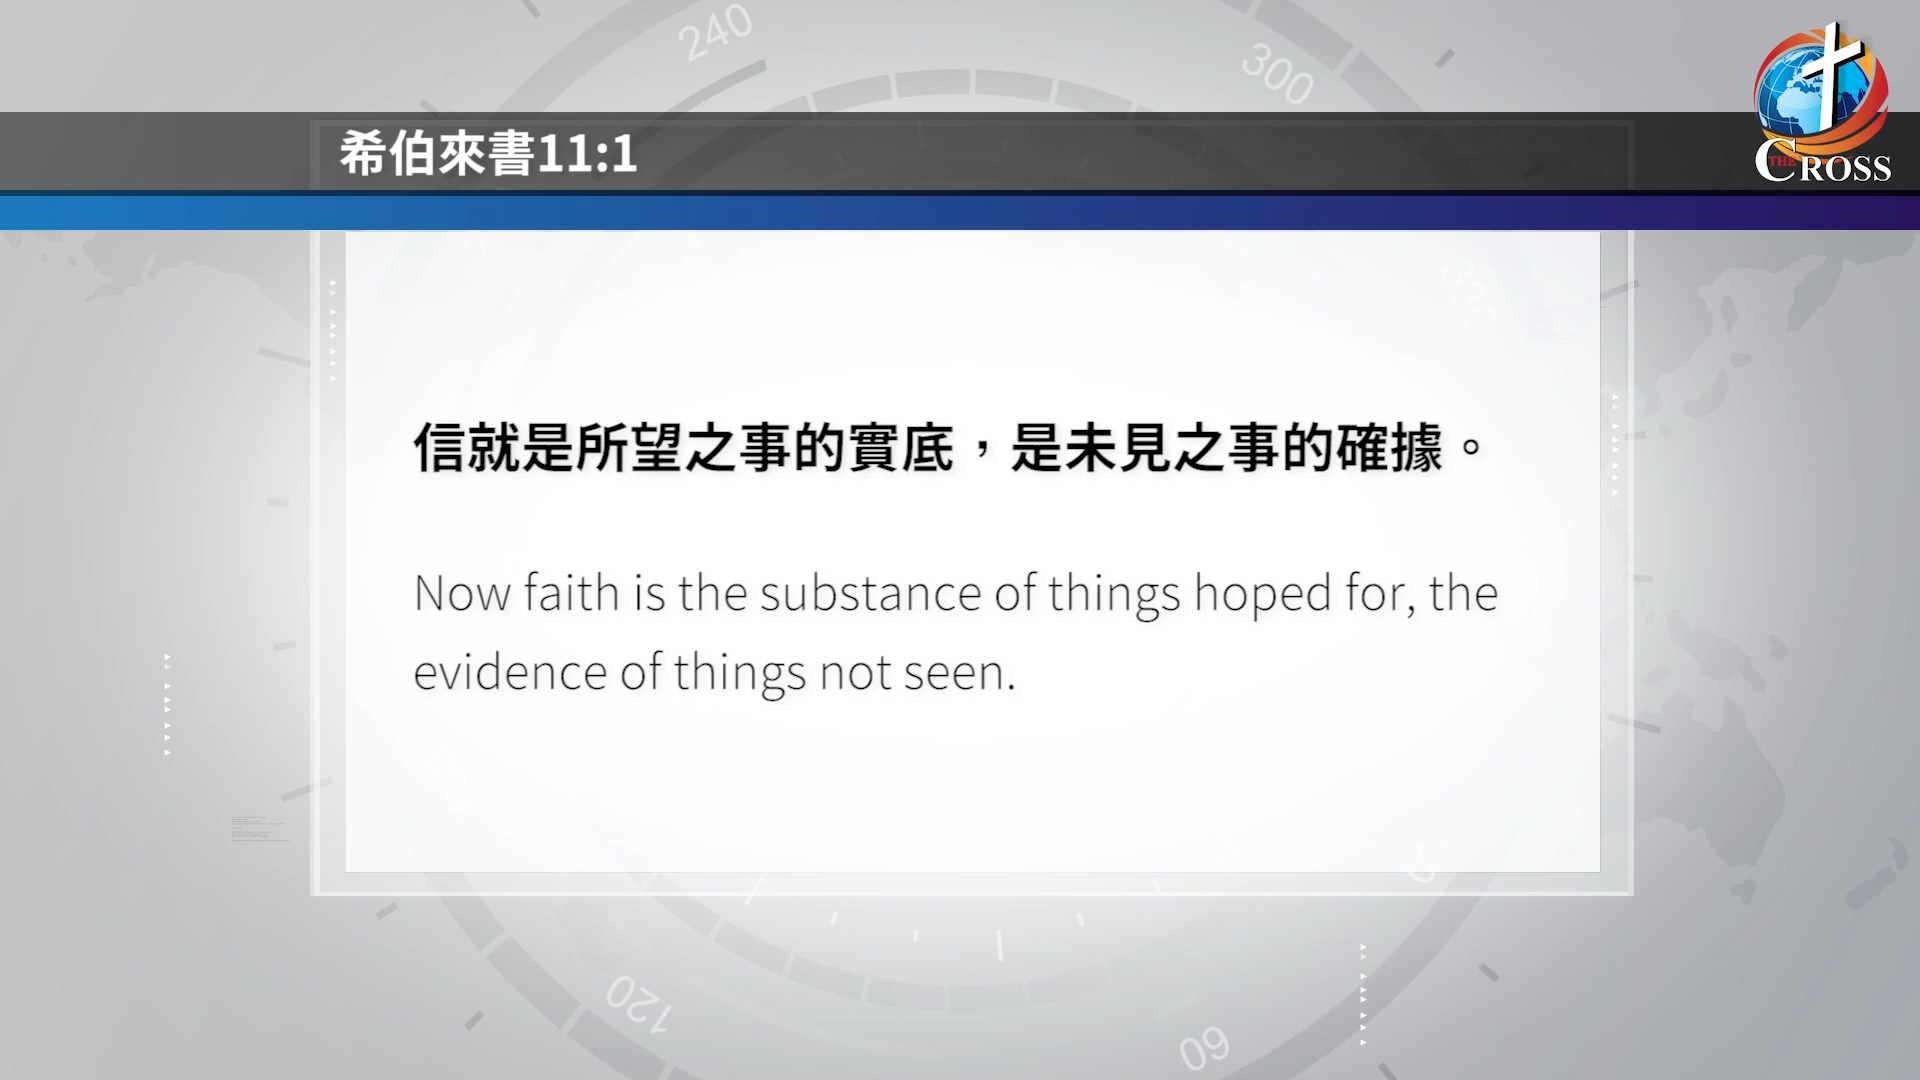 240
300
希伯來書11:1
THE
CROSS
330
信就是所望之事的實底，是未見之事的確據。
Now faith is the substance of things hoped for, the
evidence of things not seen.
120
60